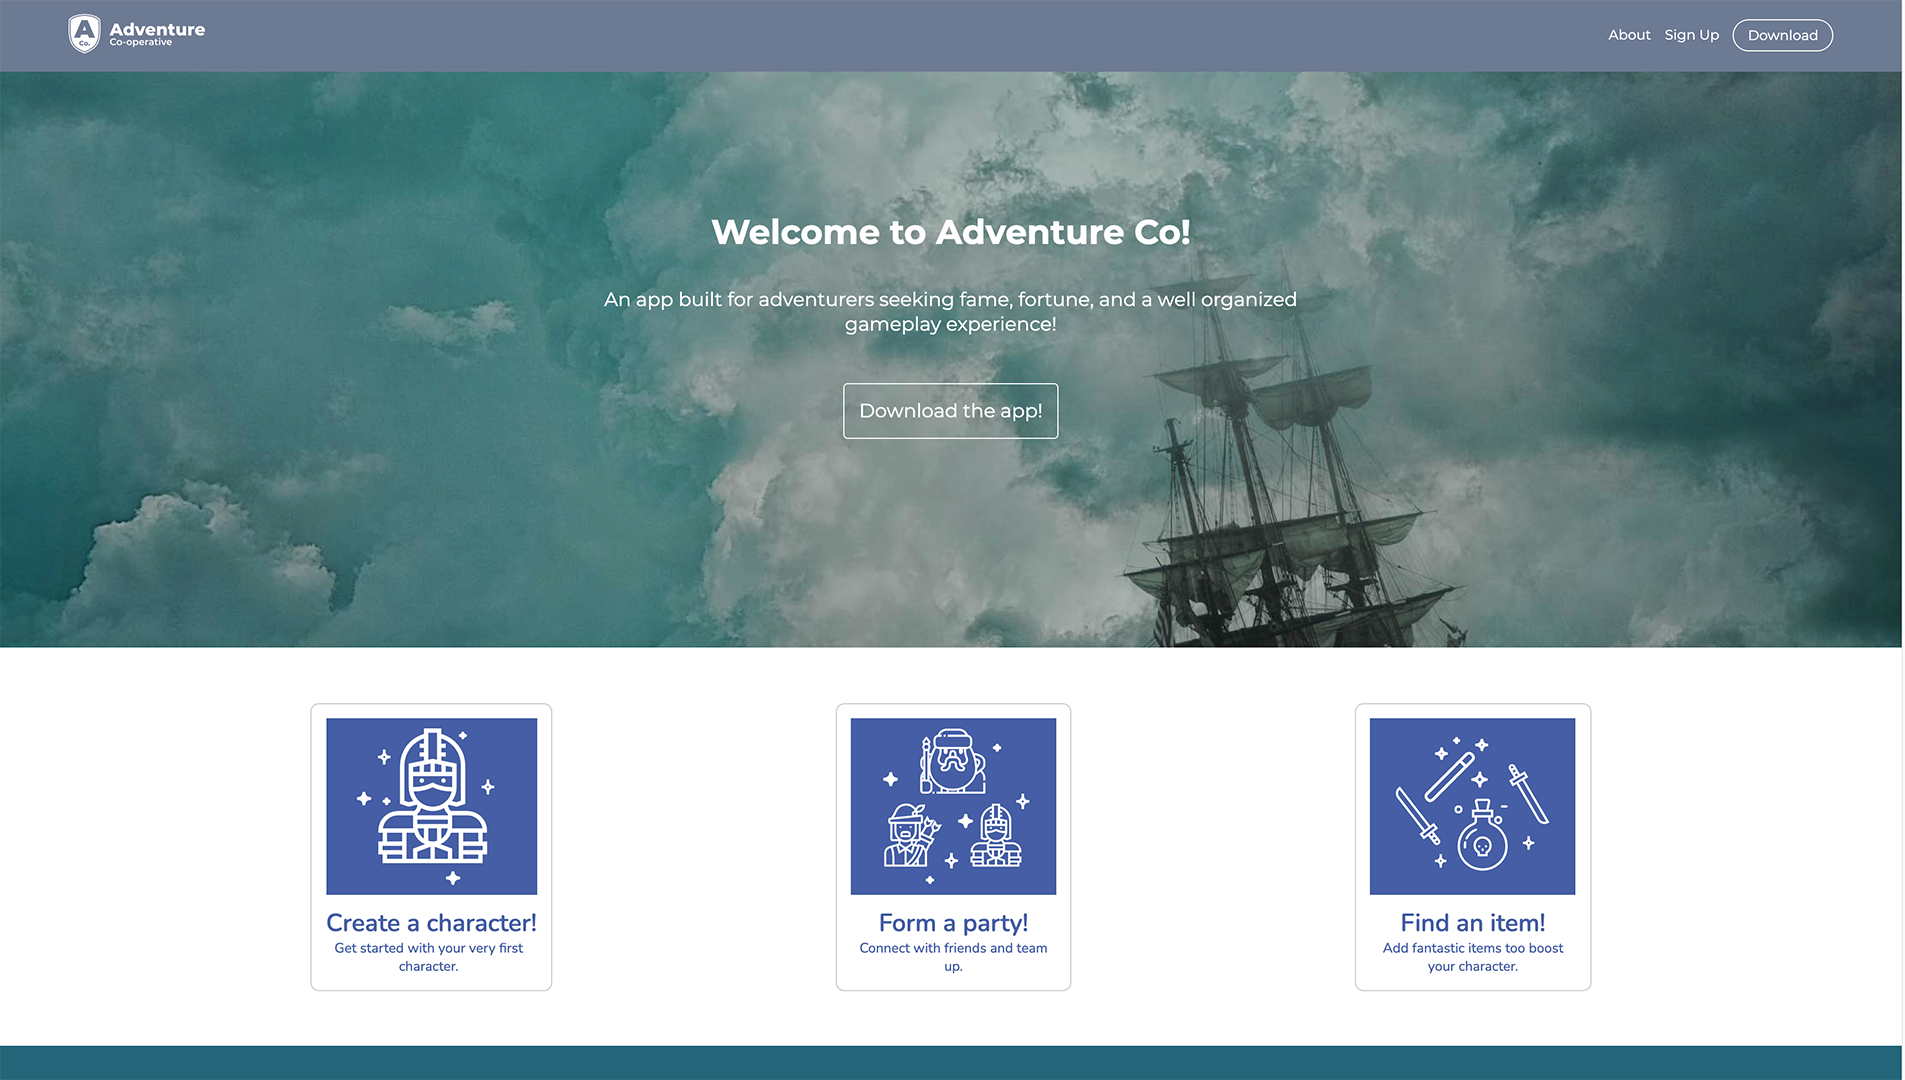 A
Co.
Adventure
Co-operative
About
Sign Up
Download
Welcome to Adventure Co!
An app built for adventurers seeking fame, fortune, and a well organized
gameplay experience!
Download the app!
Create a character!
Get started with your very first
character.
Form a party!
Connect with friends and team
up.
Find an item!
Add fantastic items too boost
your character.